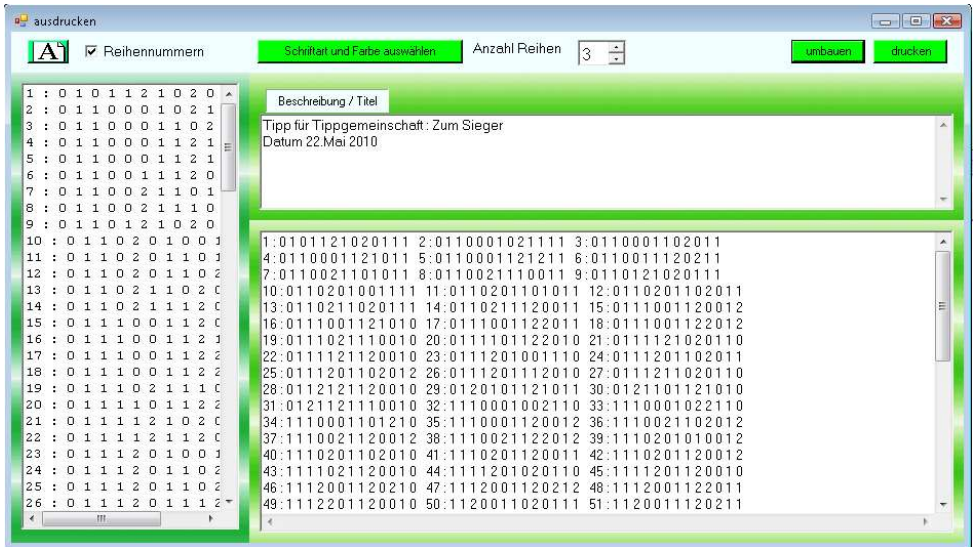 ausdrucken
A Reihennummern Schriftart und Farbe auswählen Anzahl Reihen 3 umbauen drucken
1 : 0 1 0 1 1 2 1 0 2 0
2 : 0 1 1 0 0 0 1 0 2 1
3 : 0 1 1 0 0 0 1 1 0 2
4 : 0 1 1 0 0 0 1 1 2 1
5 : 0 1 1 0 0 0 1 1 2 1
6 : 0 1 1 0 0 1 1 1 2 0
7 : 0 1 1 0 0 2 1 1 0 1
8 : 0 1 1 0 0 2 1 1 1 0
9 : 0 1 1 0 1 2 1 0 2 0
10 : 0 1 1 0 2 0 1 0 0 1
11 : 0 1 1 0 2 0 1 1 0 1
12 : 0 1 1 0 2 0 1 1 0 2
13 : 0 1 1 0 2 1 1 0 2 0
14 : 0 1 1 0 2 1 1 1 2 0
15 : 0 1 1 1 0 0 1 1 2 0
16 : 0 1 1 1 0 0 1 1 2 1
17 : 0 1 1 1 0 0 1 1 2 2
18 : 0 1 1 1 0 0 1 1 2 2
19 : 0 1 1 1 0 2 1 1 1 0
20 : 0 1 1 1 1 0 1 1 2 2
21 : 0 1 1 1 1 1 2 1 0 2 0
22 : 0 1 1 1 1 2 1 1 2 0
23 : 0 1 1 1 2 0 1 0 0 1
24 : 0 1 1 1 2 0 1 1 0 2
25 : 0 1 1 1 2 0 1 1 0 2
26 : 0 1 1 1 2 0 1 1 1 2
Beschreibung / Titel
Tipp für Tippgemeinschaft : Zum Sieger
Datum 22.Mai 2010
1:0101121020111 2:0110001021111 3:0110001102011
4:0110001121011 5:0110001121211 6:0110011120211
7:0110021101011 8:0110021110011 9:0110121020111
10:0110201001111 11:0110201101011 12:0110201102011
13:0110211020111 14:0110211120011 15:0111001120012
16:0111001121010 17:0111001122011 18:0111001122012
19:0111021110010 20:0111101122010 21:0111121020110
22:0111121120010 23:0111201001110 24:0111201102011
25:0111201102012 26:0111201112010 27:0111211020110
28:0112121120010 29:0120101121011 30:0121101121010
31:0121121110010 32:1110001002110 33:1110001022110
34:1110001101210 35:1110001120012 36:1110021102012
37:1110021120012 38:1110021122012 39:1110201010012
40:1110201102010 41:1110201120011 42:1110201120012
43:1111021120010 44:1111201020110 45:1111201120010
46:1112001120210 47:1112001120212 48:1112001122011
49:1112201120010 50:1120011020111 51:1120011120211